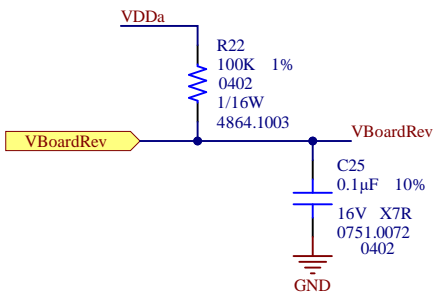 VDDa
R22
100K 1%
0402
1/16W
4864.1003
VBoardRev
VBoardRev
C25
0.1µF 10%
16V X7R
0751.0072
0402
GND